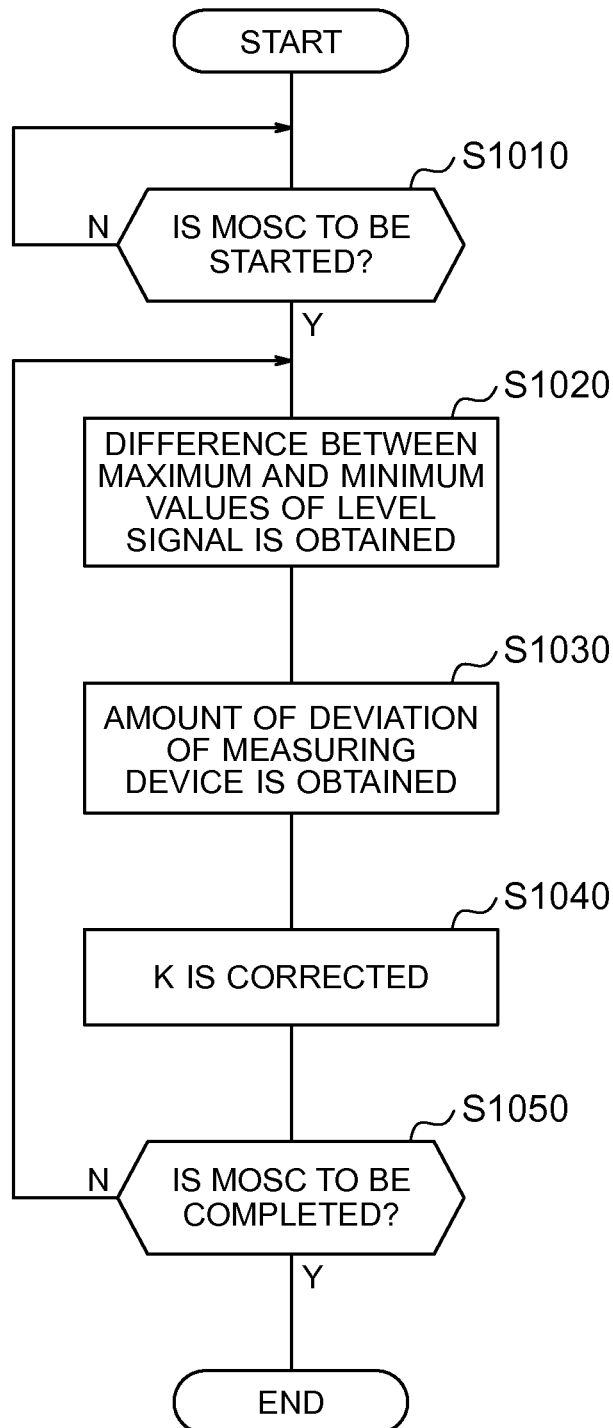 START
S1010
IS MOSC TO BE
STARTED?
N
Y
S1020
DIFFERENCE BETWEEN
MAXIMUM AND MINIMUM
VALUES OF LEVEL
SIGNAL IS OBTAINED
S1030
AMOUNT OF DEVIATION
OF MEASURING
DEVICE IS OBTAINED
S1040
K IS CORRECTED
S1050
IS MOSC TO BE
COMPLETED?
N
Y
END